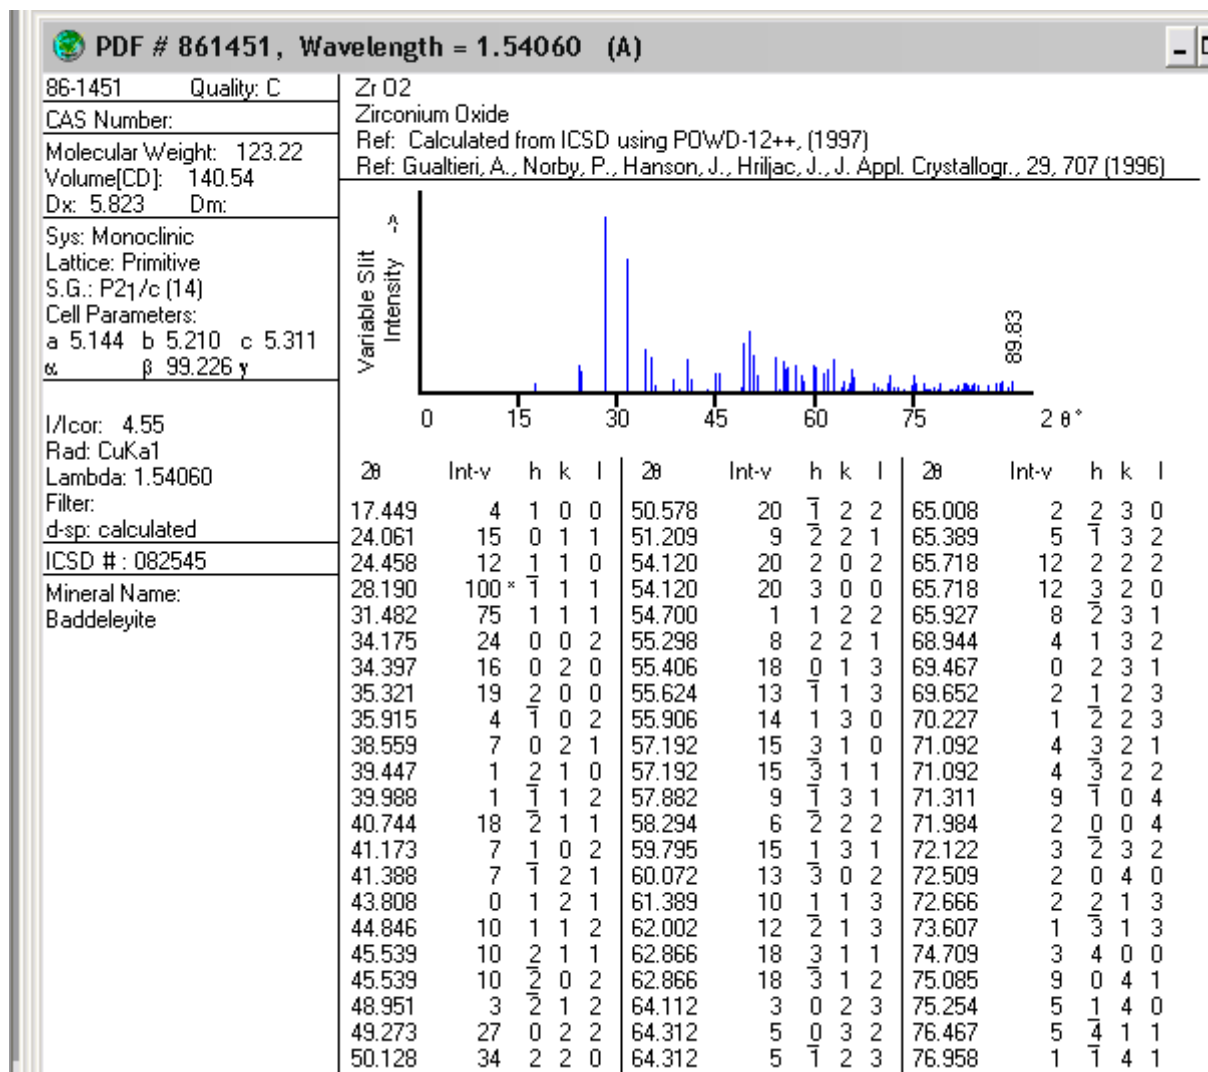 PDF # 861451, Wavelength = 1.54060 (A)
86-1451 Quality: C
CAS Number:
Molecular Weight: 123.22
Volume[CD]: 140.54
Dx: 5.823 Dm:
Sys: Monoclinic
Lattice: Primitive
S.G.: P21/c (14)
Cell Parameters:
a 5.144 b 5.210 c 5.311
α β 99.226 γ
I/Icor: 4.55
Rad: CuKa1
Lambda: 1.54060
Filter:
d-sp: calculated
ICSD # : 082545
Mineral Name:
Baddeleyite
Zr O2
Zirconium Oxide
Ref: Calculated from ICSD using POWD-12++, (1997)
Ref: Gualtieri, A., Norby, P., Hanson, J., Hriljac, J., J. Appl. Crystallogr., 29, 707 (1996)
Variable Slit
Intensity ->
89.83
0 15 30 45 60 75 2 θ °
2θ Int-v h k l 2θ Int-v h k l 2θ Int-v h k l
17.449 4 1 0 0 50.578 20 1̅ 2 2 65.008 2 2 3 0
24.061 15 0 1 1 51.209 9 2̅ 2 1 65.389 5 1̅ 3 2
24.458 12 1 1 0 54.120 20 2 0 2 65.718 12 2 2 2
28.190 100 * 1̅ 1 1 54.120 20 3 0 0 65.718 12 3 2 0
31.482 75 1 1 1 54.700 1 1 2 2 65.927 8 2̅ 3 1
34.175 24 0 0 2 55.298 8 2 2 1 68.944 4 1 3 2
34.397 16 0 2 0 55.406 18 0 1 3 69.467 0 2 3 1
35.321 19 2 0 0 55.624 13 1̅ 1 3 69.652 2 1 2 3
35.915 4 1̅ 0 2 55.906 14 1 3 0 70.227 1 2̅ 2 3
38.559 7 0 2 1 57.192 15 3 1 0 71.092 4 3 2 1
39.447 1 2 1 0 57.192 15 3̅ 1 1 71.092 4 3̅ 2 2
39.988 1 1̅ 1 2 57.882 9 1̅ 3 1 71.311 9 1̅ 0 4
40.744 18 2̅ 1 1 58.294 6 2̅ 2 2 71.984 2 0 0 4
41.173 7 1 0 2 59.795 15 1 3 1 72.122 3 2̅ 3 2
41.388 7 1̅ 2 1 60.072 13 3̅ 0 2 72.509 2 0 4 0
43.808 0 1 2 1 61.389 10 1 1 3 72.666 2 2 1 3
44.846 10 1 1 2 62.002 12 2̅ 1 3 73.607 1 3̅ 1 3
45.539 10 2 1 1 62.866 18 3 1 1 74.709 3 4 0 0
45.539 10 2̅ 0 2 62.866 18 3̅ 1 2 75.085 9 0 4 1
48.951 3 2̅ 1 2 64.112 3 0 2 3 75.254 5 1 4 0
49.273 27 0 2 2 64.312 5 0 3 2 76.467 5 4̅ 1 1
50.128 34 2 2 0 64.312 5 1̅ 2 3 76.958 1 1̅ 4 1